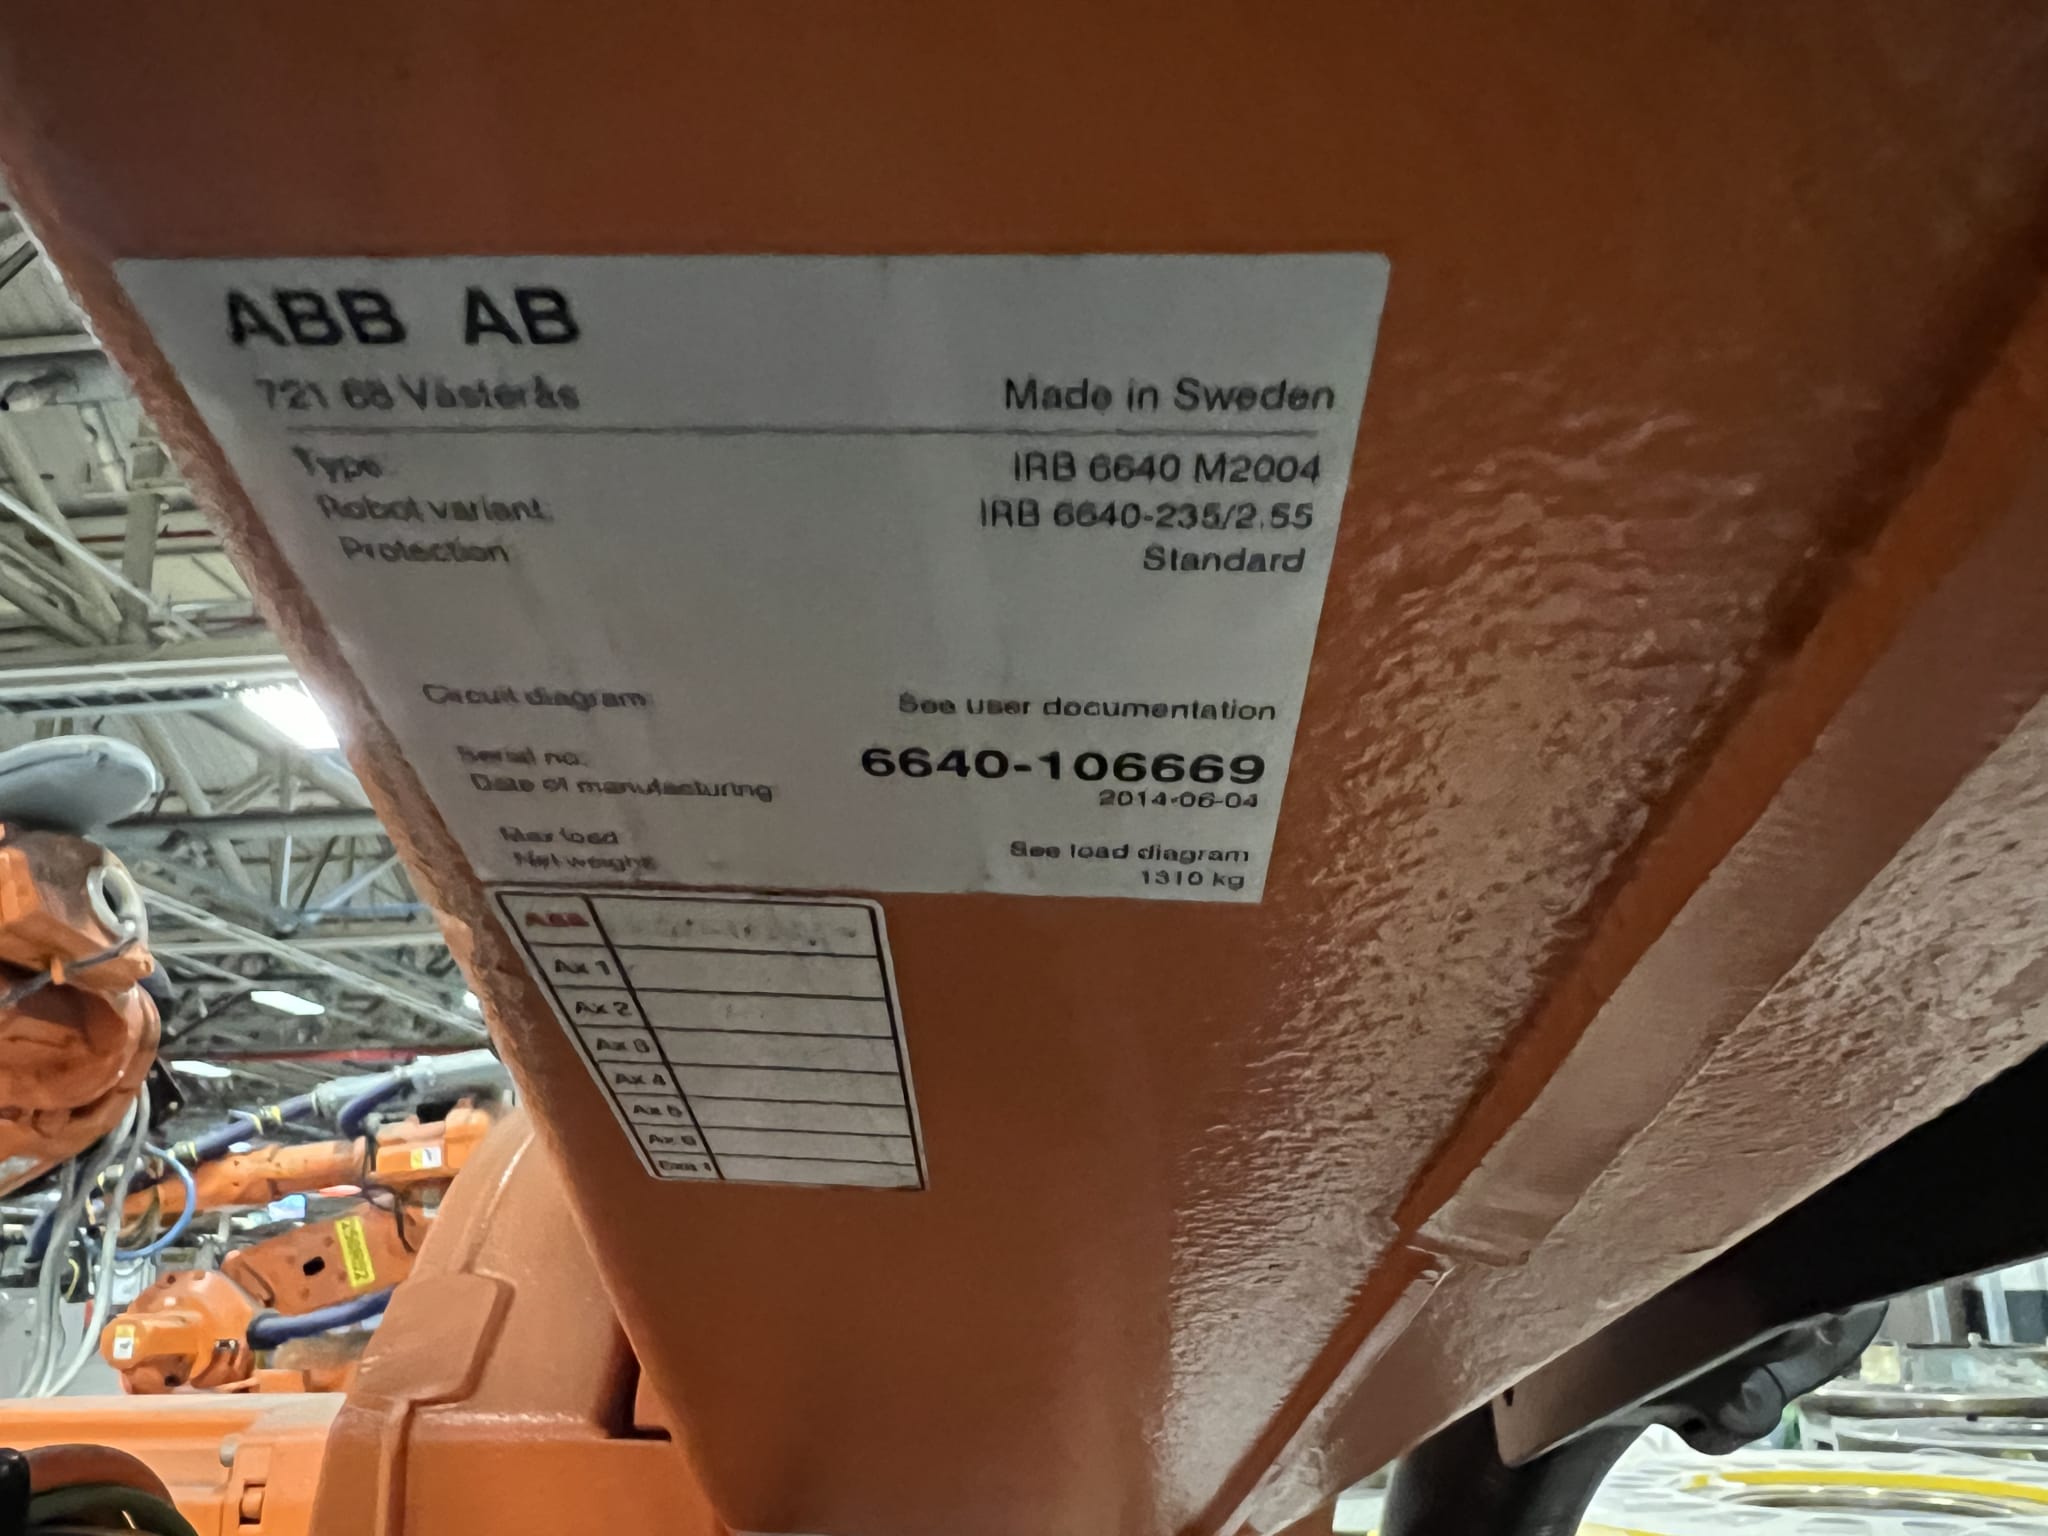 ABB AB
721 68 Västerås Made in Sweden
Type IRB 6640 M2004
Robot variant IRB 6640-235/2.55
Protection Standard
Circuit diagram See user documentation
Serial no. 6640-106669
Date of manufacturing 2014-06-04
Max load See load diagram
Net weight 1310 kg
ABB
Ax 1
Ax 2
Ax 3
Ax 4
Ax 5
Ax 6